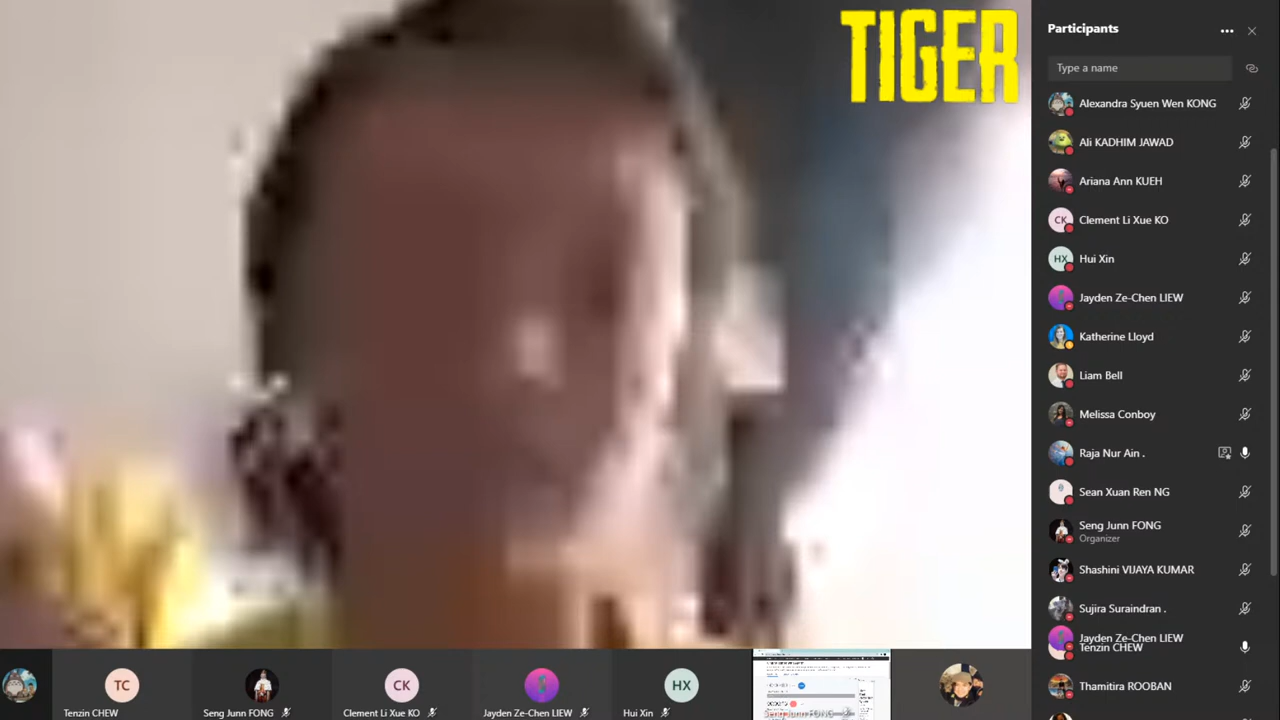 TIGER
Participants
Type a name
Alexandra Syuen Wen KONG
Ali KADHIM JAWAD
Ariana Ann KUEH
CK Clement Li Xue KO
HX Hui Xin
Jayden Ze-Chen LIEW
Katherine Lloyd
Liam Bell
Melissa Conboy
Raja Nur Ain .
Sean Xuan Ren NG
Seng Junn FONG
Organizer
Shashini VIJAYA KUMAR
Sujira Suraindran .
Jayden Ze-Chen LIEW
Tenzin CHEW
Thamitira ROOBAN
TC
CK
HX
Tenzin CHEW
Seng Junn FONG
Clement Li Xue KO
Jayden Ze-Chen LIEW
Hui Xin
Seng Junn FONG